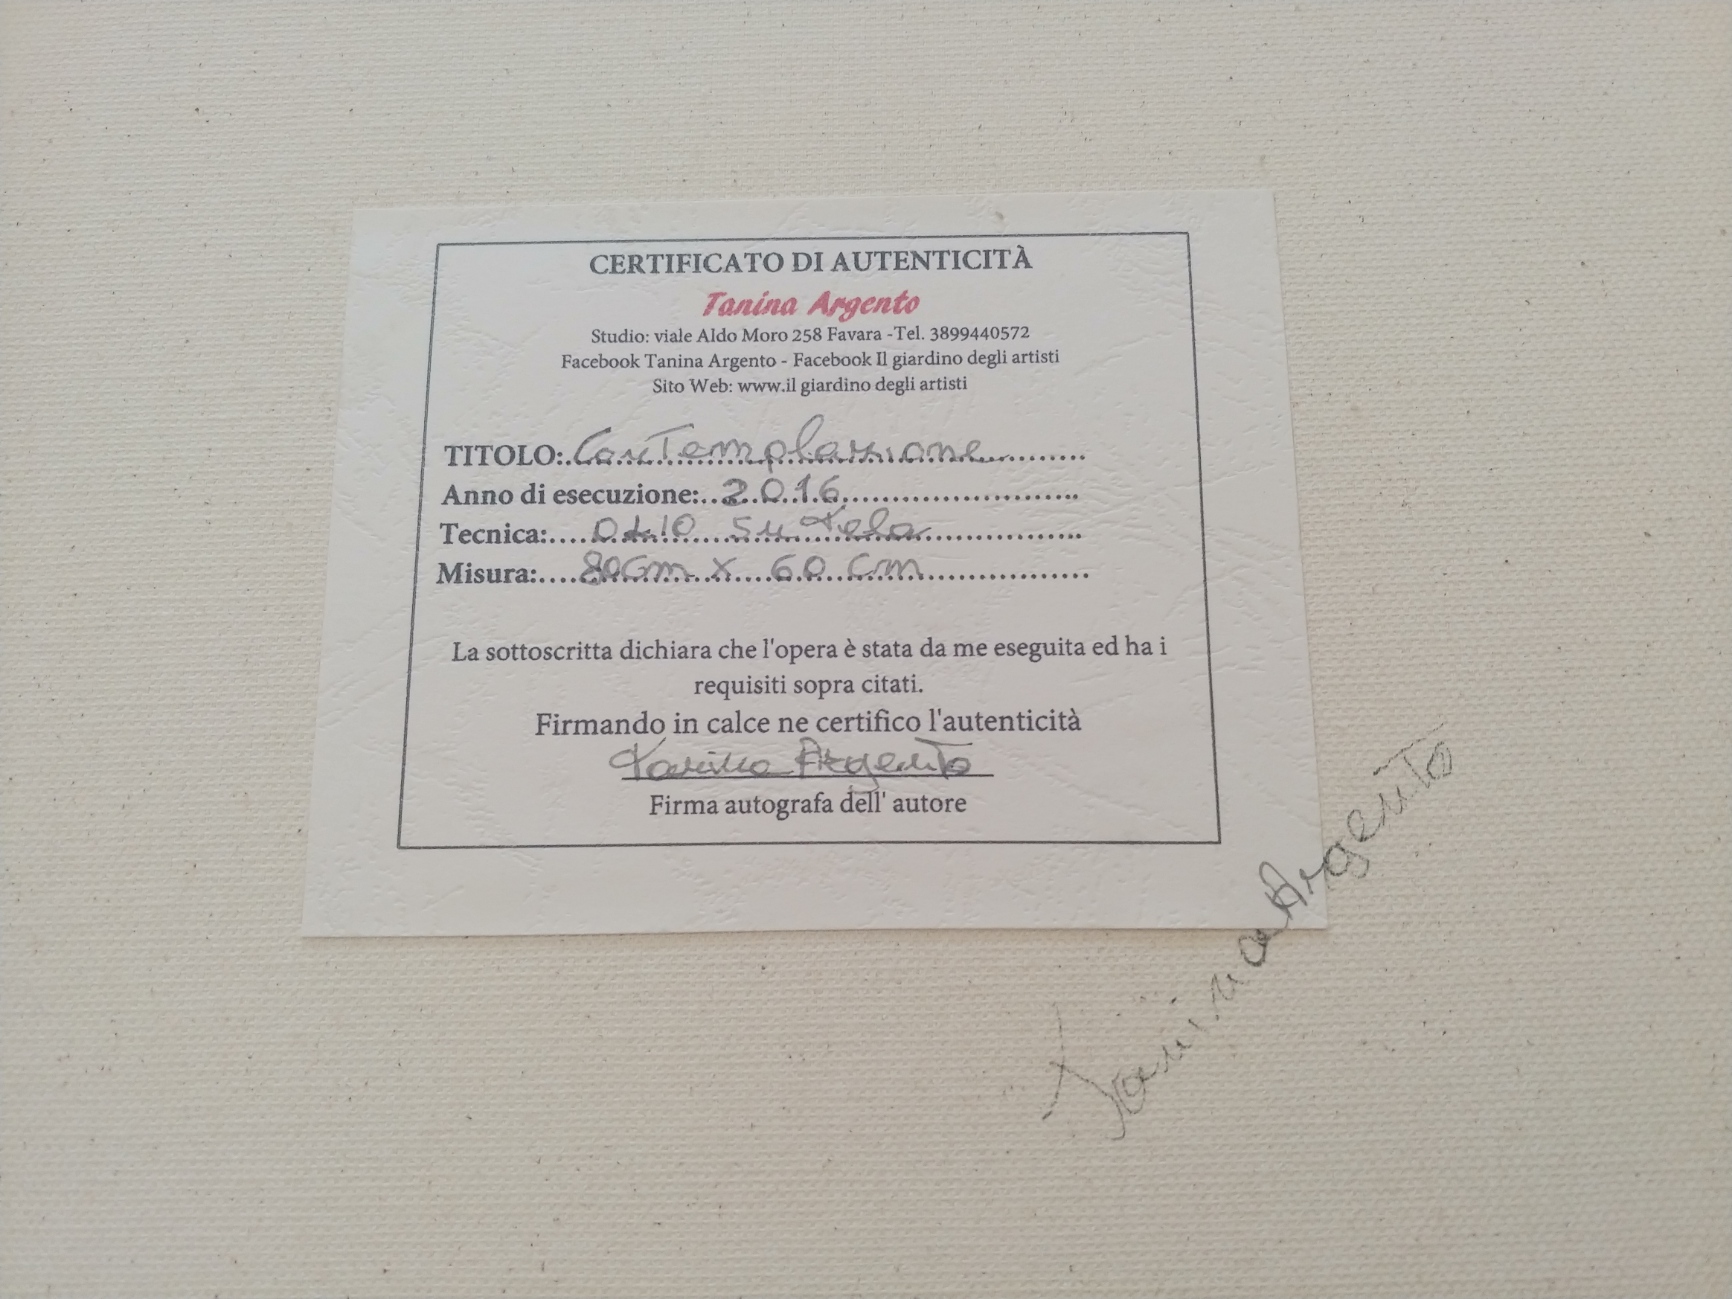 CERTIFICATO DI AUTENTICITÀ
Tanina Argento
Studio: viale Aldo Moro 258 Favara -Tel. 3899440572
Facebook Tanina Argento - Facebook Il giardino degli artisti
Sito Web: www.il giardino degli artisti
TITOLO:.Contemplazione
Anno di esecuzione:..2016
Tecnica:....Olio su tela
Misura:....80cm x 60 cm
La sottoscritta dichiara che l'opera è stata da me eseguita ed ha i
requisiti sopra citati.
Firmando in calce ne certifico l'autenticità
Tanina Argento
Firma autografa dell' autore
Tanina Argento